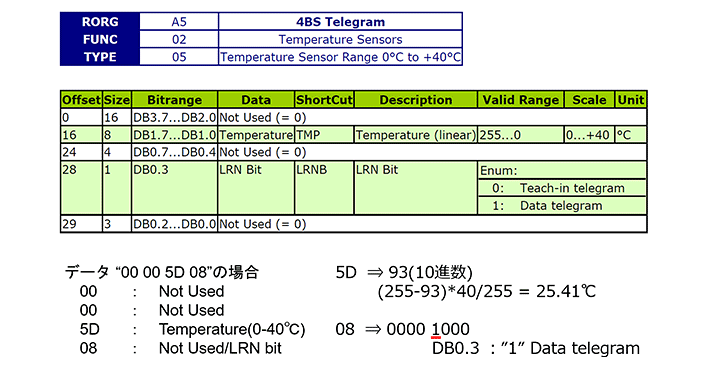 RORG A5 4BS Telegram
FUNC 02 Temperature Sensors
TYPE 05 Temperature Sensor Range 0°C to +40°C
Offset Size Bitrange Data ShortCut Description Valid Range Scale Unit
0 16 DB3.7...DB2.0 Not Used (= 0)
16 8 DB1.7...DB1.0 Temperature TMP Temperature (linear) 255...0 0...+40 °C
24 4 DB0.7...DB0.4 Not Used (= 0)
28 1 DB0.3 LRN Bit LRNB LRN Bit Enum:
0: Teach-in telegram
1: Data telegram
29 3 DB0.2...DB0.0 Not Used (= 0)
データ “00 00 5D 08”の場合
00 : Not Used
00 : Not Used
5D : Temperature(0-40℃)
08 : Not Used/LRN bit
5D ⇒ 93(10進数)
(255-93)*40/255 = 25.41℃
08 ⇒ 0000 1000
DB0.3 : ”1” Data telegram